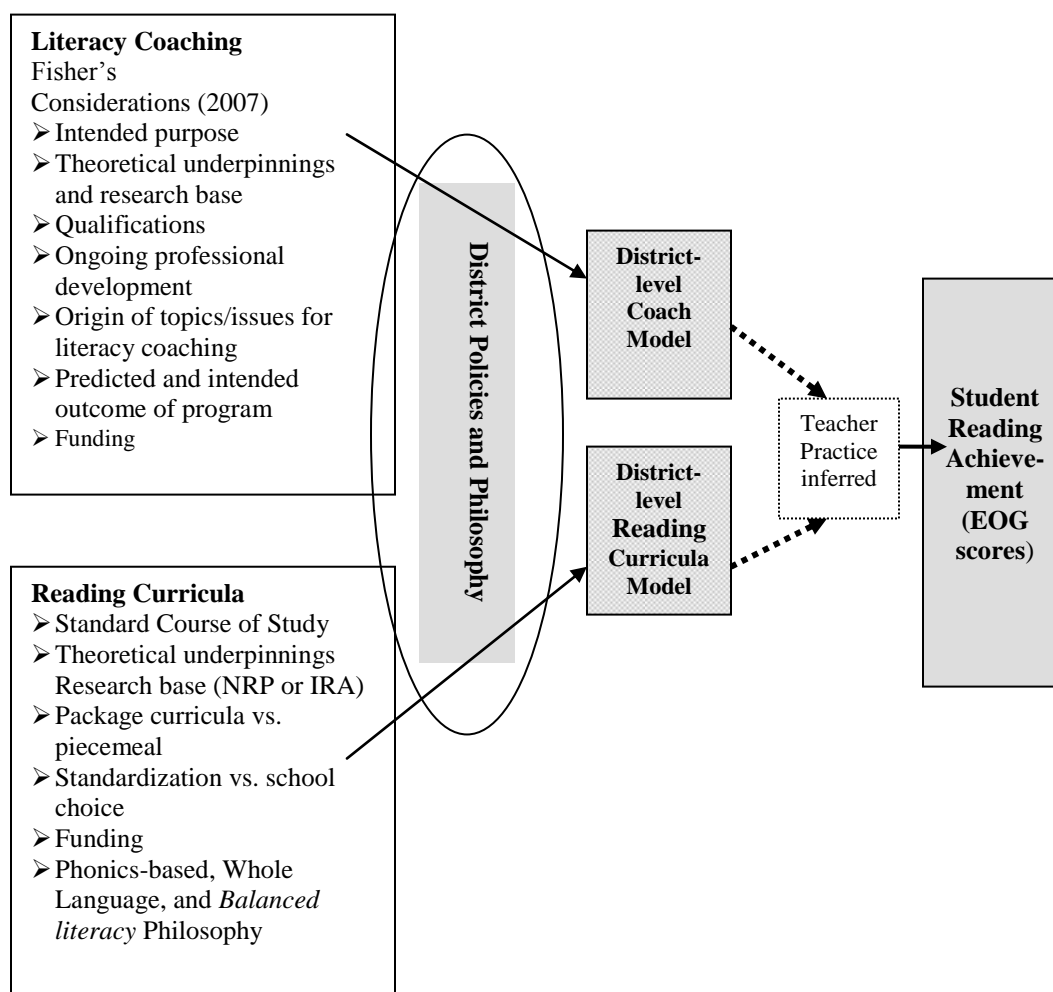 Literacy Coaching
Fisher's
Considerations (2007)
➢ Intended purpose
➢ Theoretical underpinnings
and research base
➢ Qualifications
➢ Ongoing professional
development
➢ Origin of topics/issues for
literacy coaching
➢ Predicted and intended
outcome of program
➢ Funding
Reading Curricula
➢ Standard Course of Study
➢ Theoretical underpinnings
Research base (NRP or IRA)
➢ Package curricula vs.
piecemeal
➢ Standardization vs. school
choice
➢ Funding
➢ Phonics-based, Whole
Language, and Balanced
literacy Philosophy
District Policies and Philosophy
District-
level
Coach
Model
District-
level
Reading
Curricula
Model
Teacher
Practice
inferred
Student
Reading
Achieve-
ment
(EOG
scores)